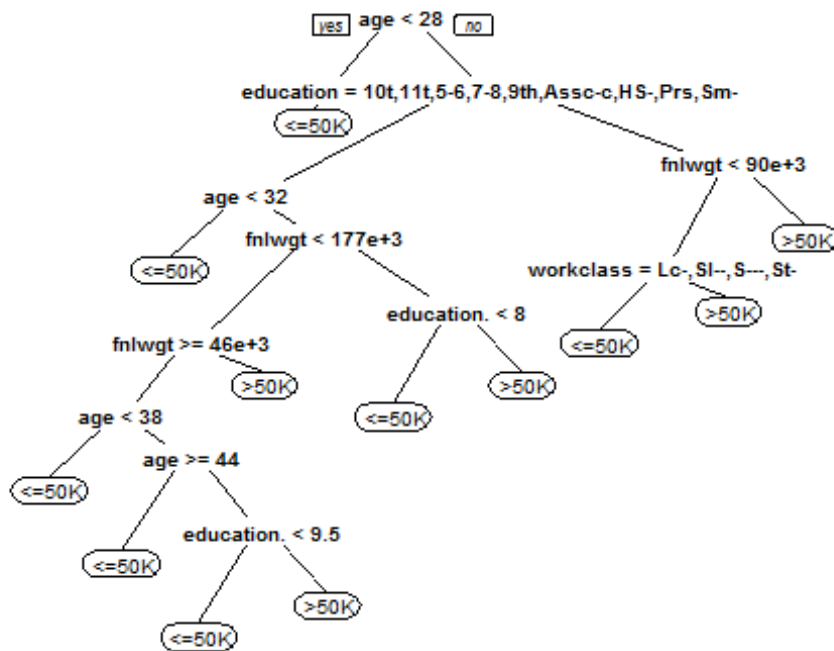 yes age < 28 no
education = 10t,11t,5-6,7-8,9th,Assc-c,HS-,Prs,Sm-
<=50K
fnlwgt < 90e+3
age < 32
fnlwgt < 177e+3
>50K
<=50K
workclass = Lc-,Sl--,S---,St-
education. < 8
>50K
fnlwgt >= 46e+3
<=50K
>50K
>50K
<=50K
age < 38
age >= 44
<=50K
education. < 9.5
<=50K
>50K
<=50K